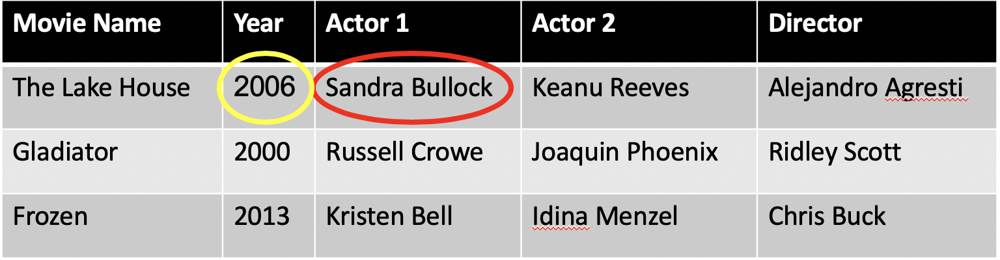 Movie Name Year Actor 1 Actor 2 Director
The Lake House 2006 Sandra Bullock Keanu Reeves Alejandro Agresti
Gladiator 2000 Russell Crowe Joaquin Phoenix Ridley Scott
Frozen 2013 Kristen Bell Idina Menzel Chris Buck